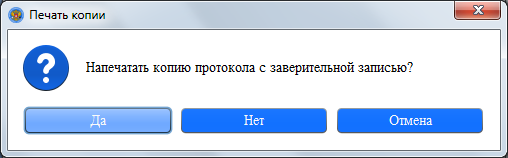 Печать копии
Напечатать копию протокола с заверительной записью?
Да
Нет
Отмена